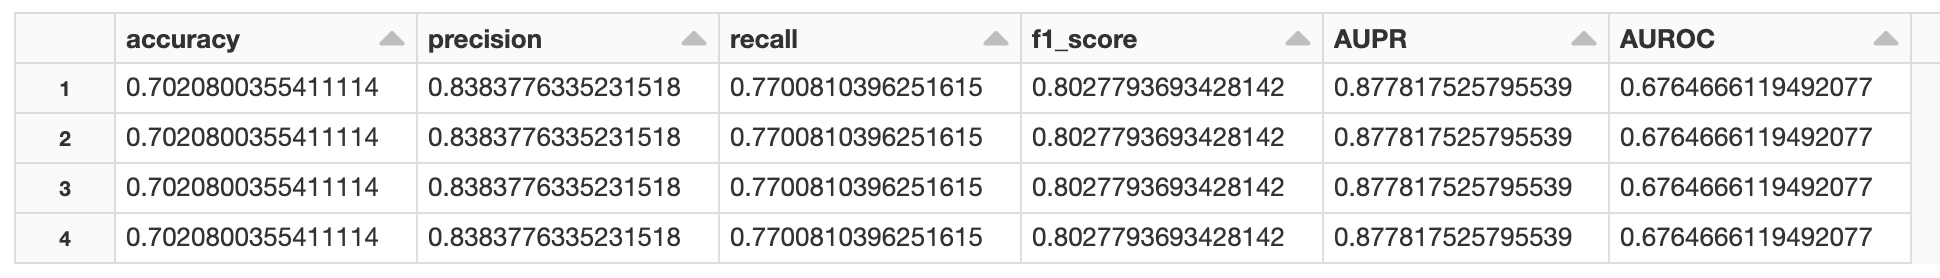 accuracy precision recall f1_score AUPR AUROC
1 0.7020800355411114 0.8383776335231518 0.7700810396251615 0.8027793693428142 0.877817525795539 0.6764666119492077
2 0.7020800355411114 0.8383776335231518 0.7700810396251615 0.8027793693428142 0.877817525795539 0.6764666119492077
3 0.7020800355411114 0.8383776335231518 0.7700810396251615 0.8027793693428142 0.877817525795539 0.6764666119492077
4 0.7020800355411114 0.8383776335231518 0.7700810396251615 0.8027793693428142 0.877817525795539 0.6764666119492077